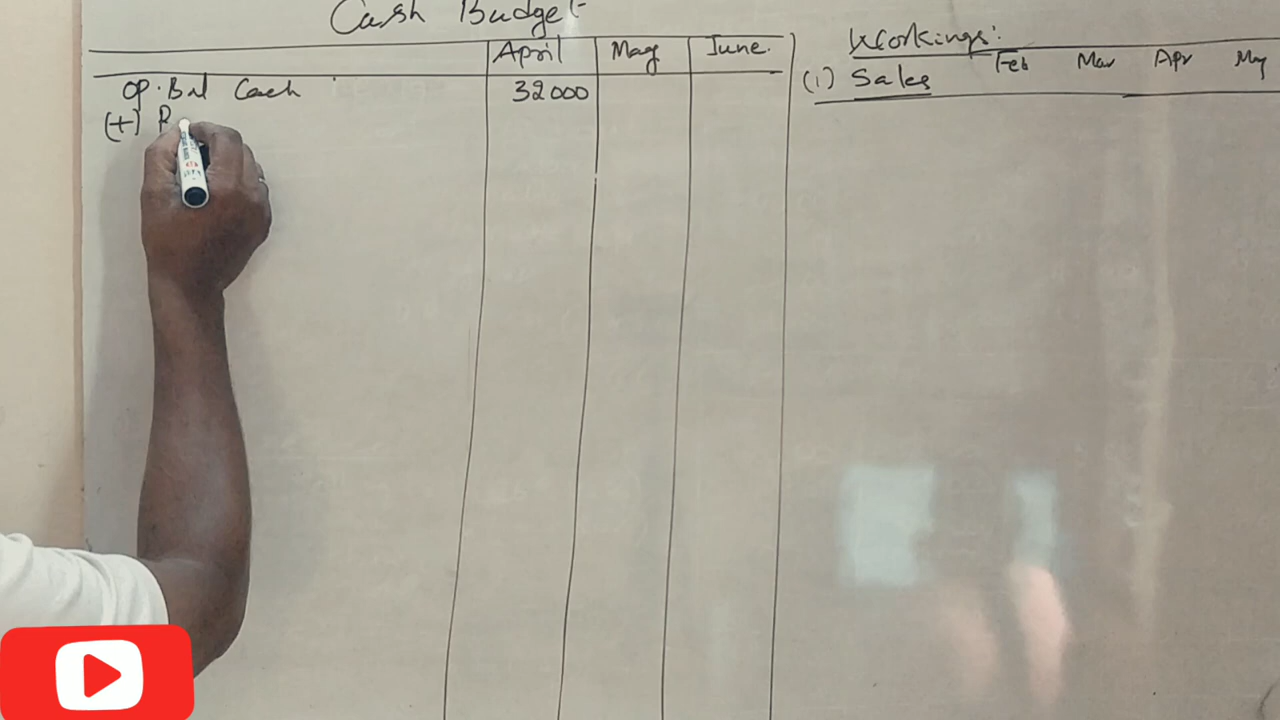 Cash Budget
April May June.
Op. Bal Cash 32000
(+) R
Workings:
Feb Mar Apr May
(1) Sales